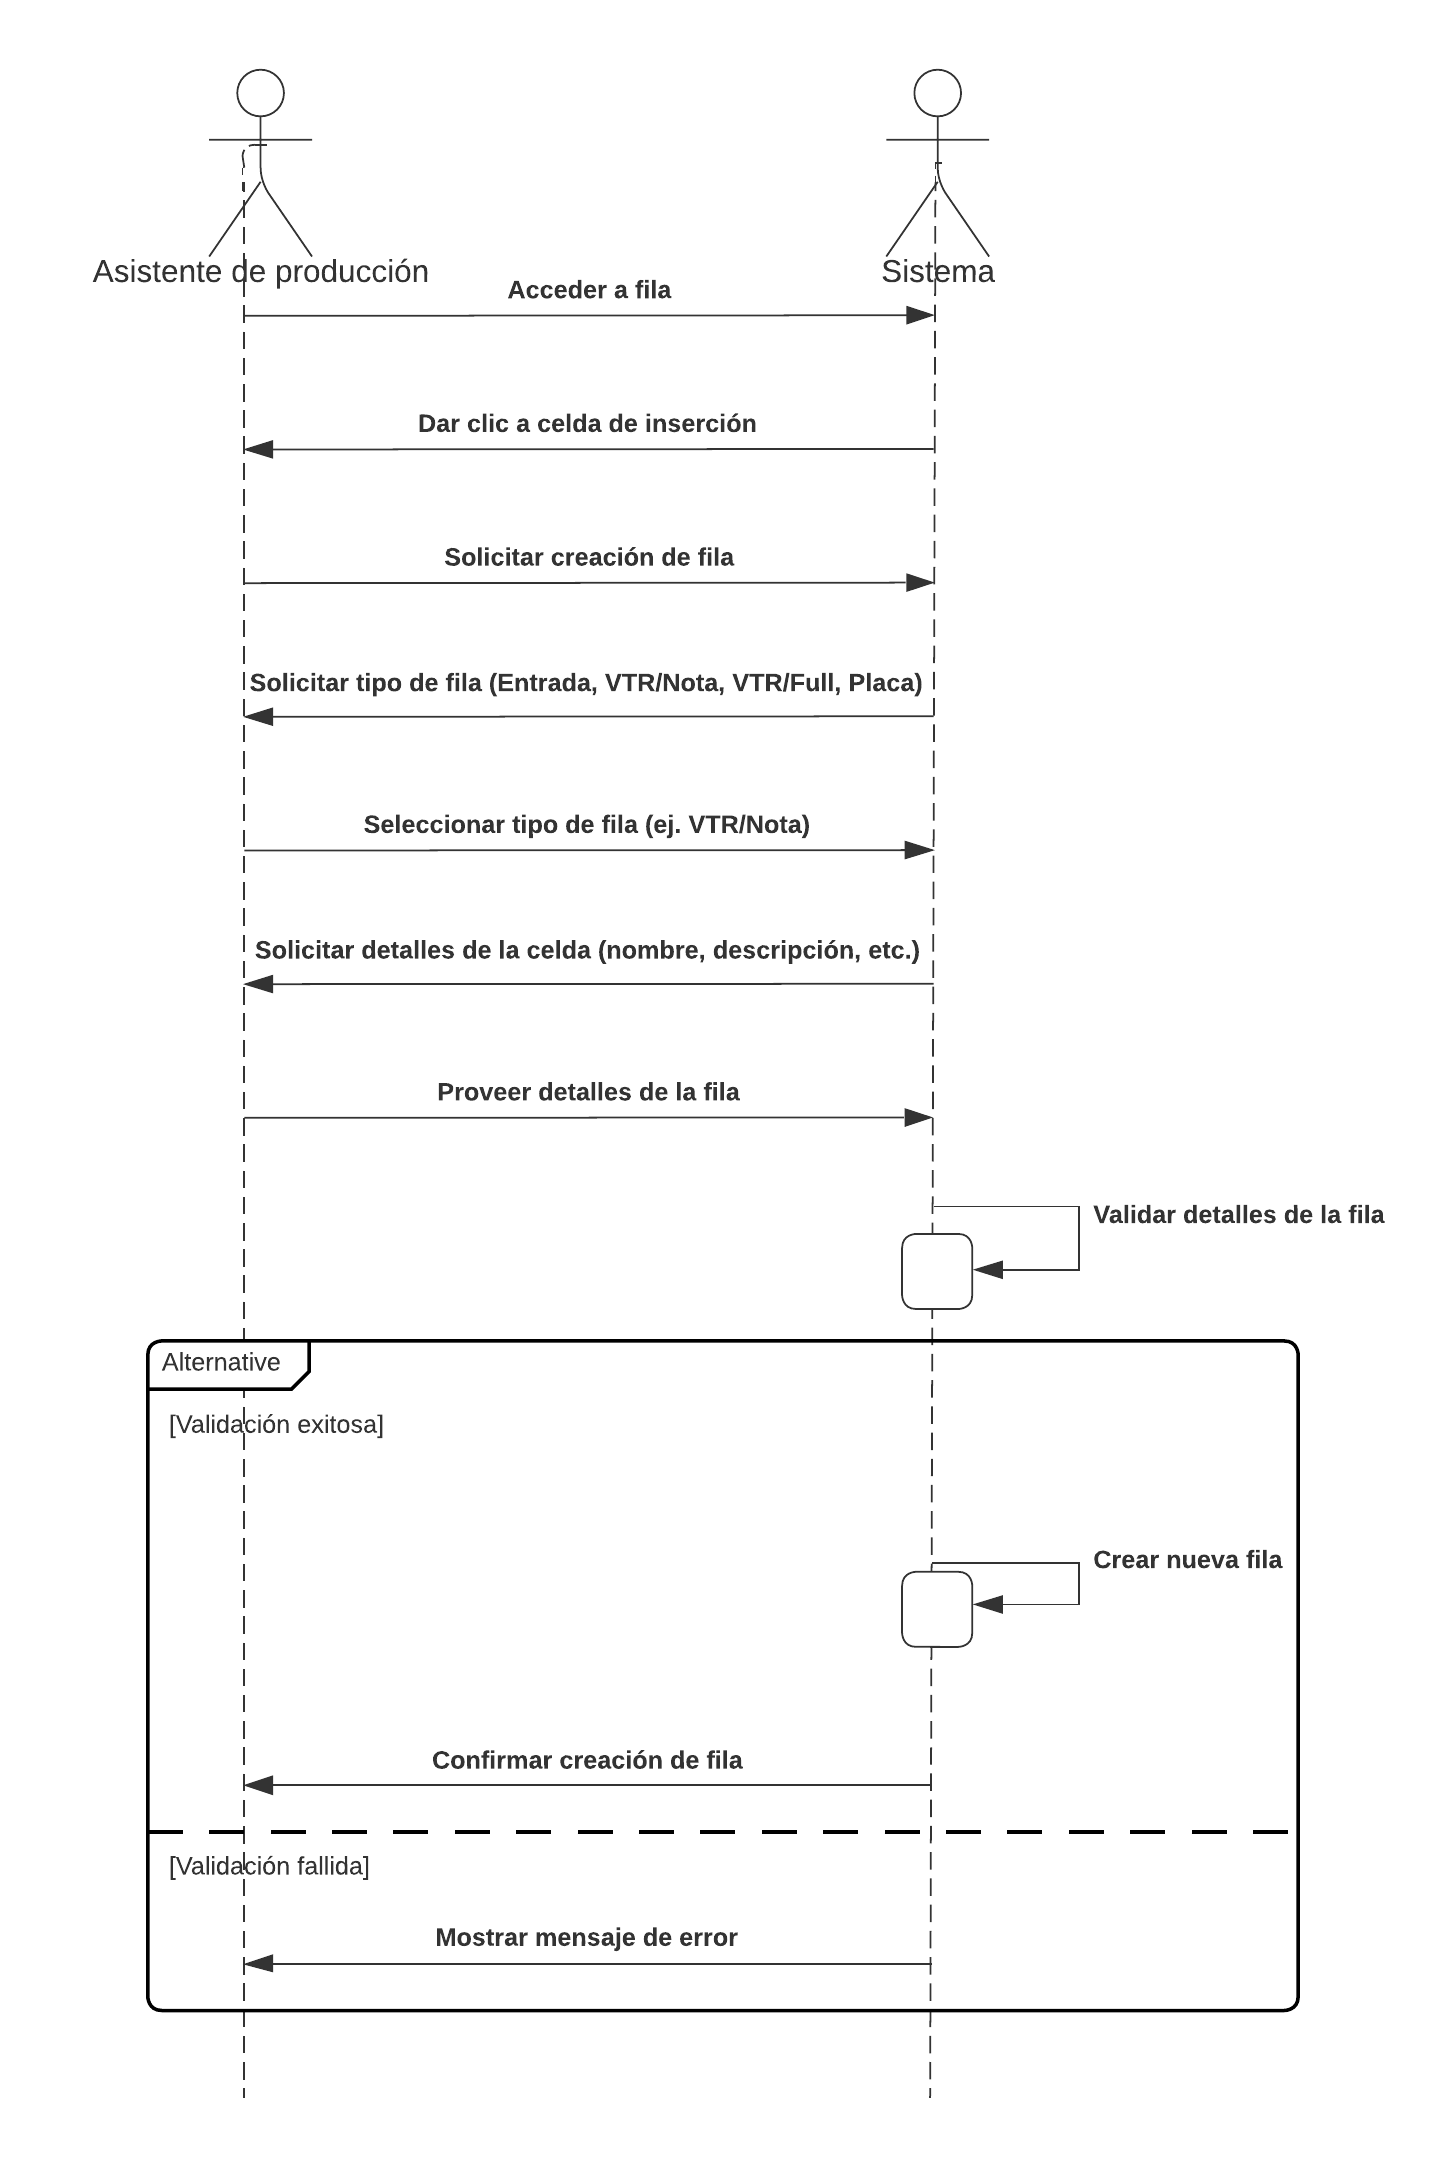 Asistente de producción
Sistema
Acceder a fila
Dar clic a celda de inserción
Solicitar creación de fila
Solicitar tipo de fila (Entrada, VTR/Nota, VTR/Full, Placa)
Seleccionar tipo de fila (ej. VTR/Nota)
Solicitar detalles de la celda (nombre, descripción, etc.)
Proveer detalles de la fila
Validar detalles de la fila
Alternative
[Validación exitosa]
Crear nueva fila
Confirmar creación de fila
[Validación fallida]
Mostrar mensaje de error